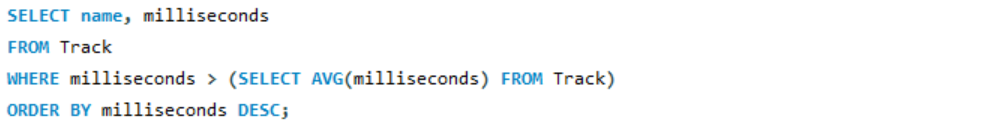 SELECT name, milliseconds
FROM Track
WHERE milliseconds > (SELECT AVG(milliseconds) FROM Track)
ORDER BY milliseconds DESC;